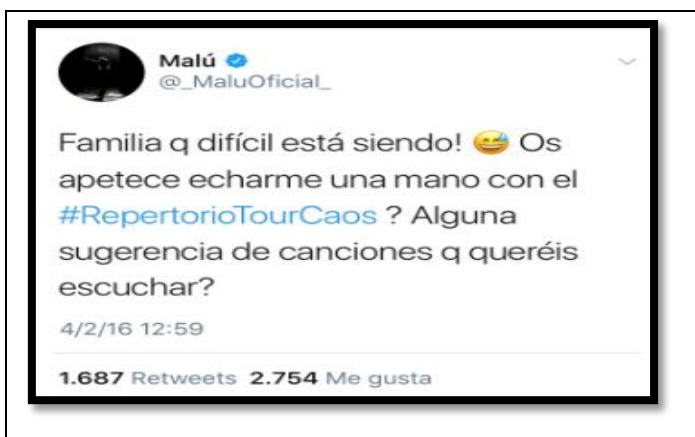 Malú
@_MaluOficial_
Familia q difícil está siendo! 😅 Os
apetece echarme una mano con el
#RepertorioTourCaos ? Alguna
sugerencia de canciones q queréis
escuchar?
4/2/16 12:59
1.687 Retweets 2.754 Me gusta